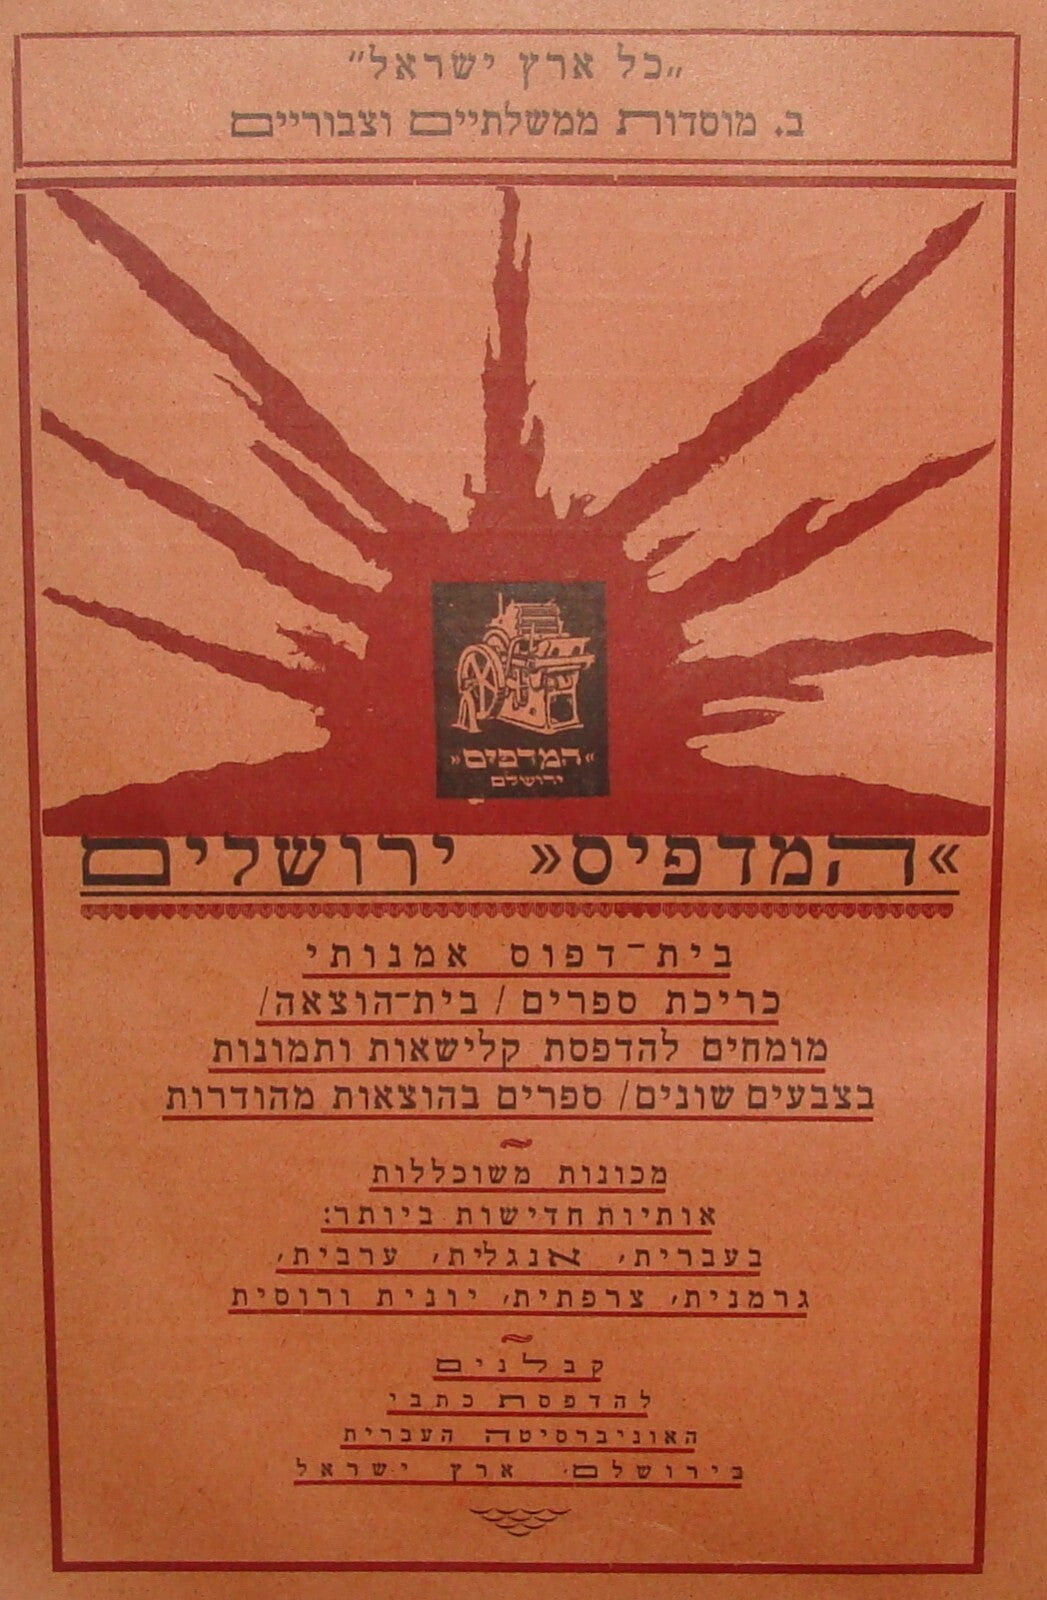 „כל ארץ ישראל"
ב. מוסדות ממשלתיים וצבוריים
»המדפיס«
ירושלם
»המדפיס« ירושלים
בית־דפוס אמנותי
כריכת ספרים / בית־הוצאה/
מומחים להדפסת קלישאות ותמונות
בצבעים שונים/ ספרים בהוצאות מהודרות
מכונות משוכללות
אותיות חדישות ביותר:
בעברית, אנגלית, ערבית,
גרמנית, צרפתית, יונית ורוסית
קבלנים
להדפסת כתבי
האוניברסיטה העברית
בירושלם, ארץ ישראל